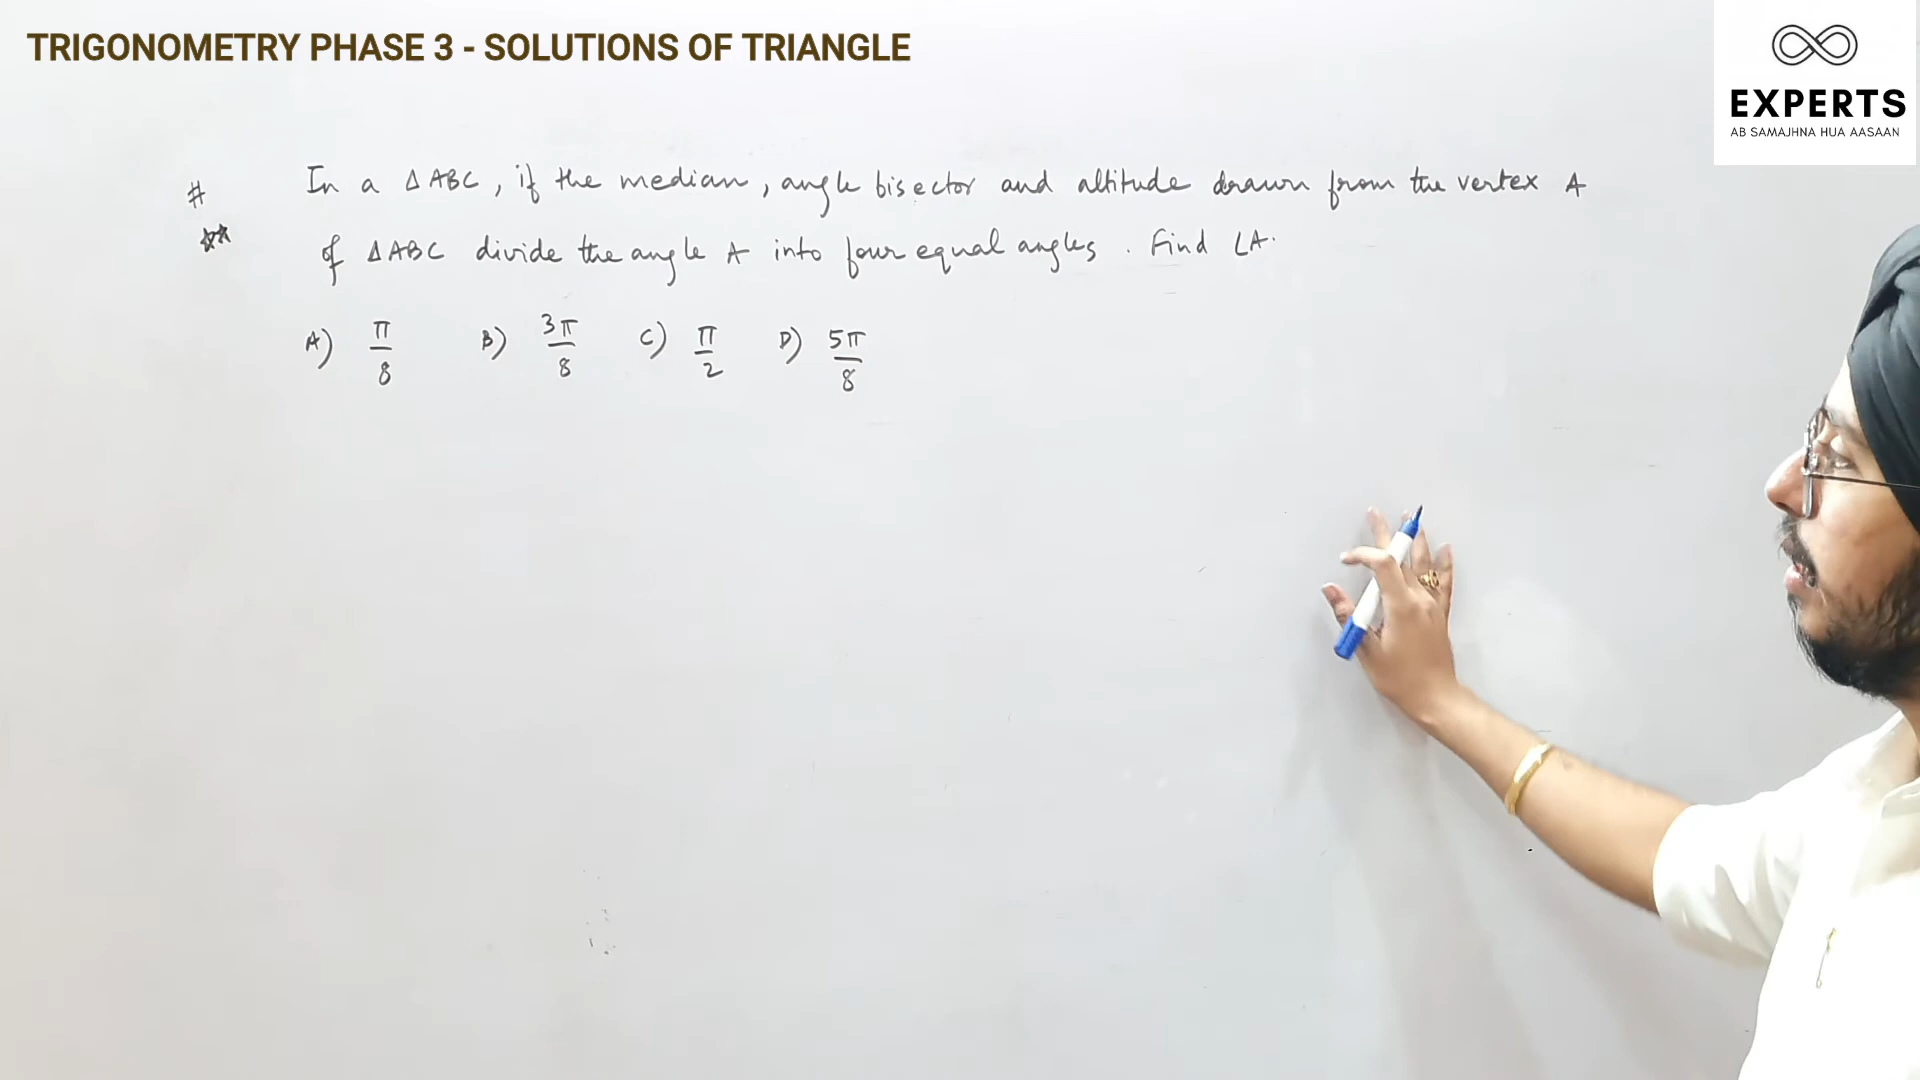 TRIGONOMETRY PHASE 3 - SOLUTIONS OF TRIANGLE
EXPERTS
AB SAMAJHNA HUA AASAAN
# In a Δ ABC, if the median, angle bisector and altitude drawn from the vertex A
of Δ ABC divide the angle A into four equal angles. Find ∠A.
A) π/8 B) 3π/8 C) π/2 D) 5π/8